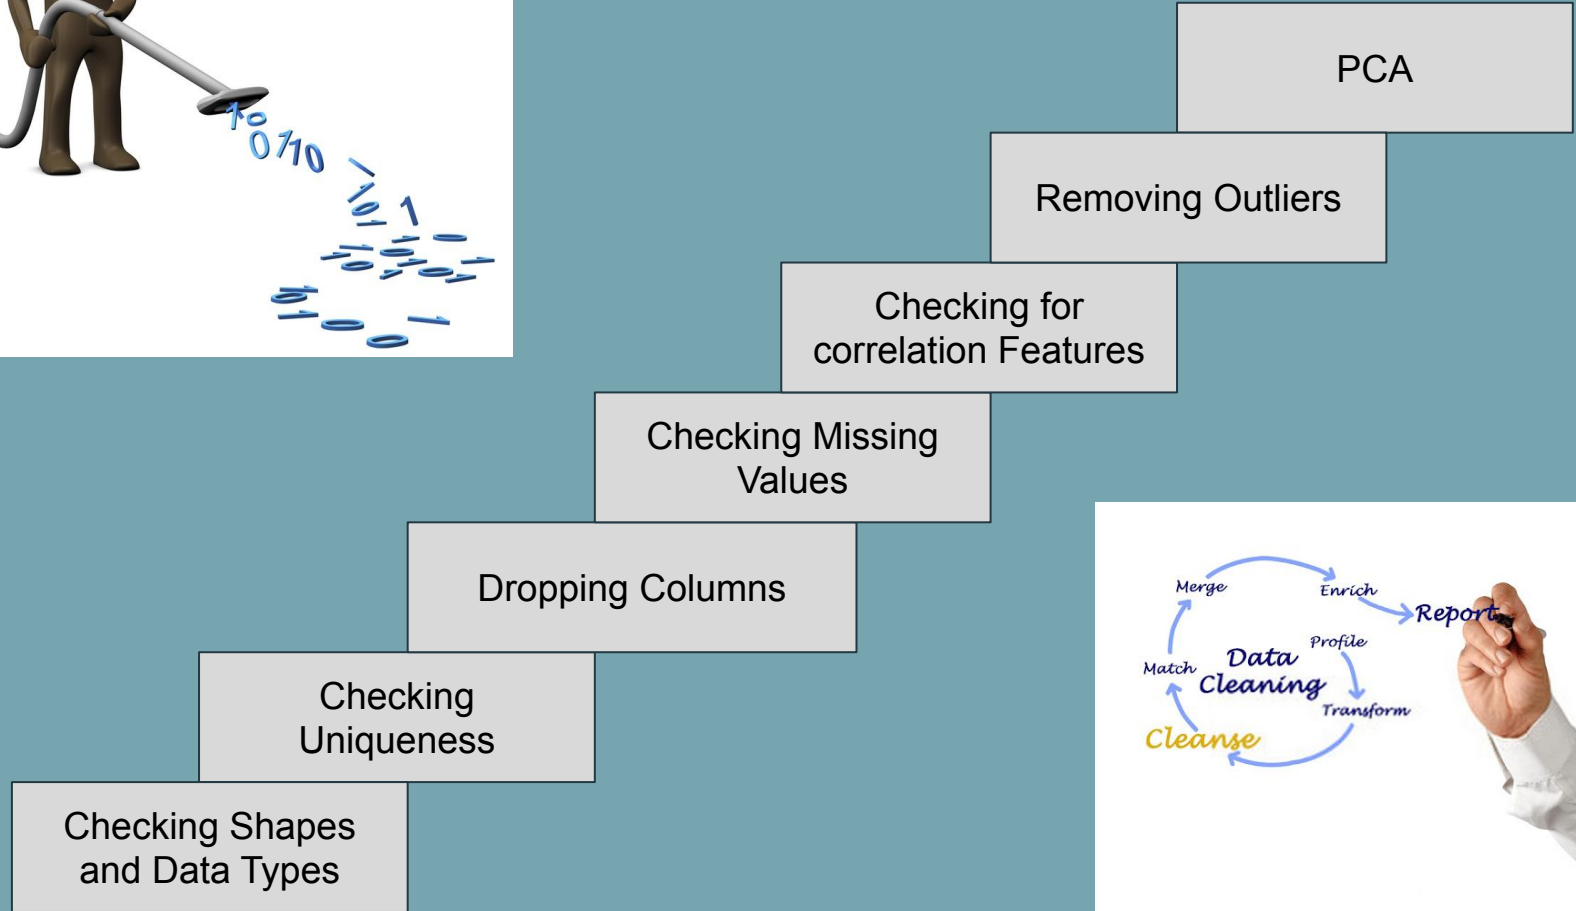 PCA
Removing Outliers
Checking for
correlation Features
Checking Missing
Values
Dropping Columns
Checking
Uniqueness
Checking Shapes
and Data Types
Merge
Enrich
Report
Profile
Match
Data
Cleaning
Transform
Cleanse